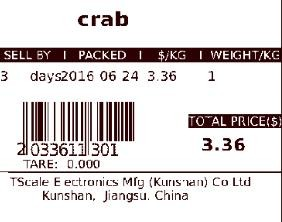 crab
SELL BY I PACKED I $/KG I WEIGHT/KG
3 days2016 06 24 3.36 1
TOTAL PRICE($)
3.36
2 033611 301
TARE: 0.000
TScale Electronics Mfg (Kunshan) Co Ltd
Kunshan, Jiangsu. China